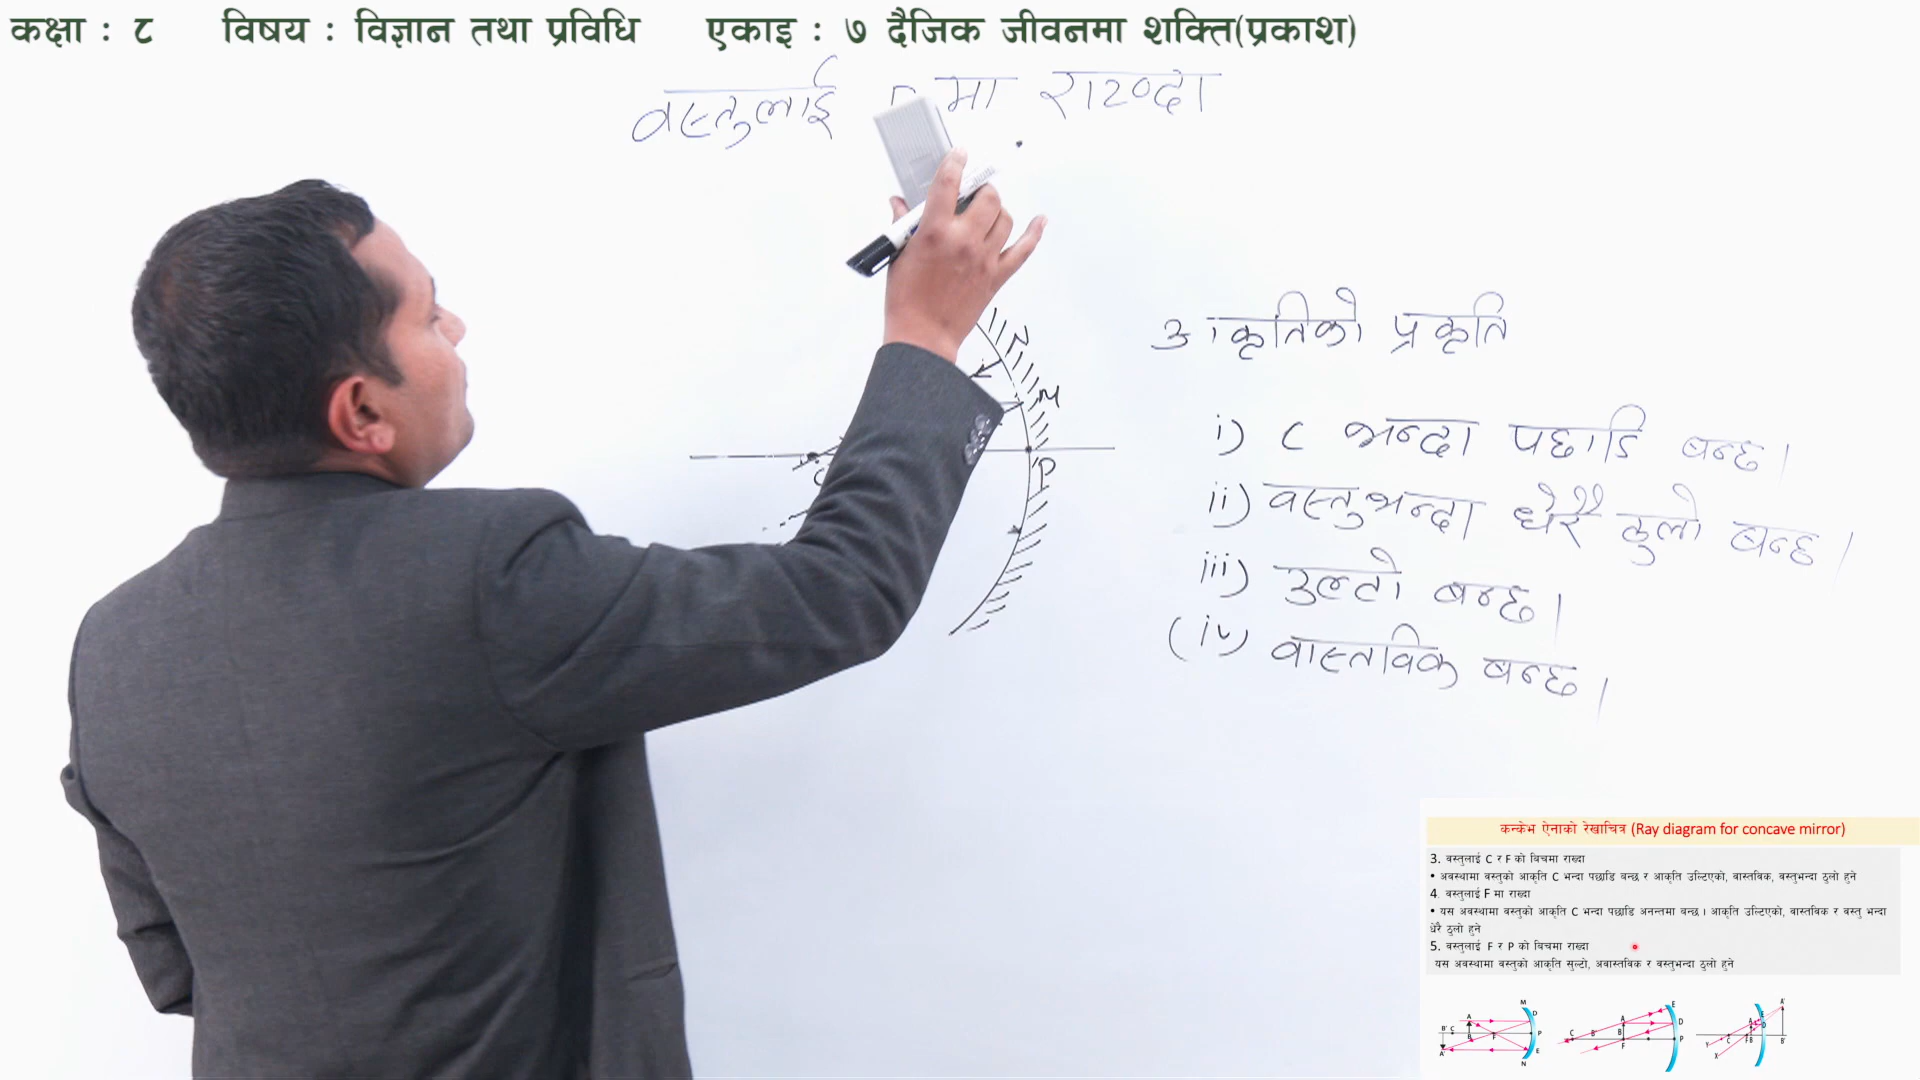 कक्षा : ८ विषय : विज्ञान तथा प्रविधि एकाइ : ७ दैजिक जीवनमा शक्ति(प्रकाश)
वस्तुलाई मा राख्दा
आकृतिको प्रकृति
i) C भन्दा पछाडि बन्छ।
ii) वस्तुभन्दा धेरै ठुलो बन्छ।
iii) उल्टो बन्छ।
(iv) वास्तविक बन्छ।
M
C
P
कन्केभ ऐनाको रेखाचित्र (Ray diagram for concave mirror)
3. वस्तुलाई C र F को बिचमा राख्दा
• अवस्थामा वस्तुको आकृति C भन्दा पछाडि बन्छ र आकृति उल्टिएको, वास्तविक, वस्तुभन्दा ठुलो हुने
4. वस्तुलाई F मा राख्दा
• यस अवस्थामा वस्तुको आकृति C भन्दा पछाडि अनन्तमा बन्छ । आकृति उल्टिएको, वास्तविक र वस्तु भन्दा
धेरै ठुलो हुने
5. वस्तुलाई F र P को बिचमा राख्दा
यस अवस्थामा वस्तुको आकृति सुल्टो, अवास्तविक र वस्तुभन्दा ठुलो हुने
M A D B' C B F P A' E N
E A D C B' B P F
A' E A D C F B B' Y X